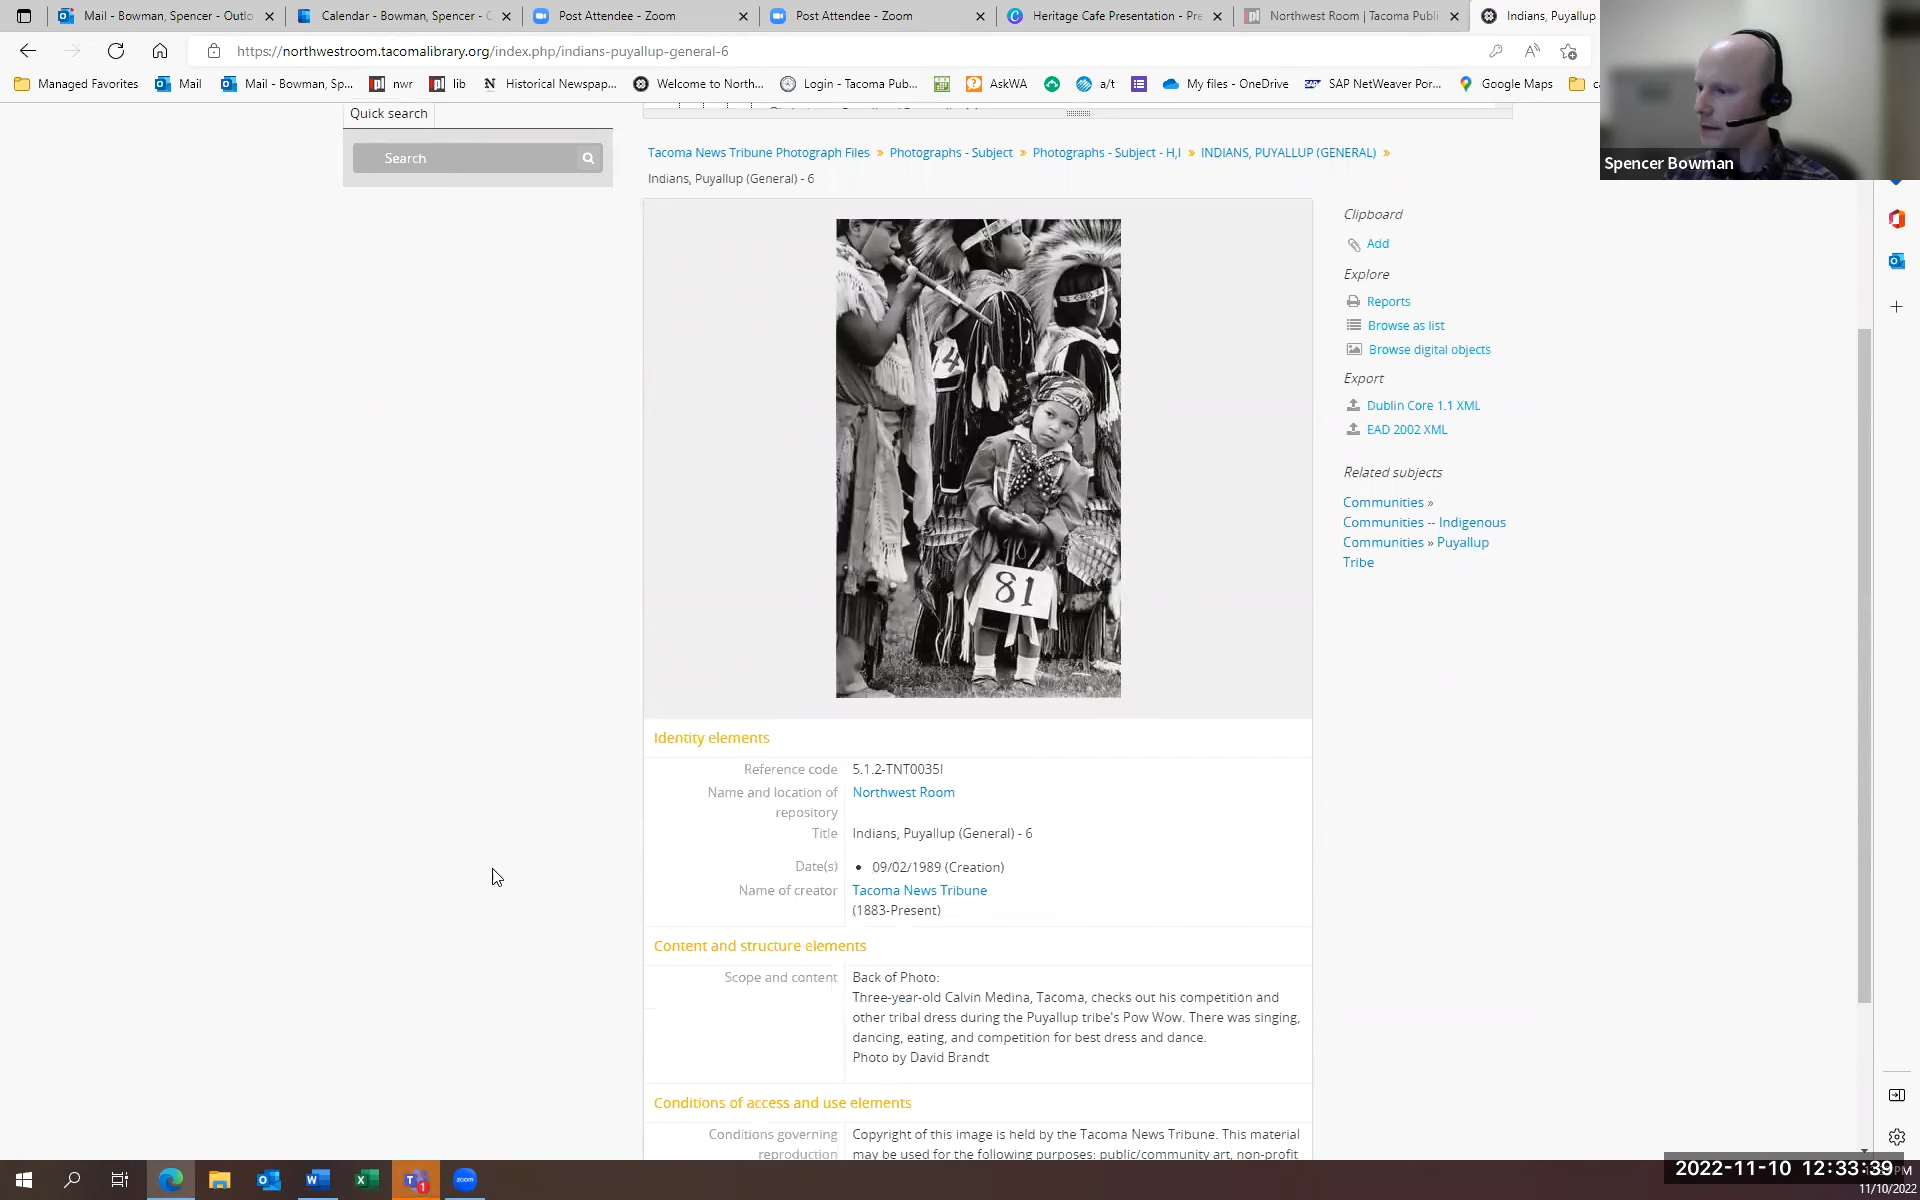 Mail - Bowman, Spencer - Outlo
Calendar - Bowman, Spencer - C
Post Attendee - Zoom
Post Attendee - Zoom
Heritage Cafe Presentation - Pre
Northwest Room | Tacoma Publi
Indians, Puyallup
https://northwestroom.tacomalibrary.org/index.php/indians-puyallup-general-6
Managed Favorites
Mail
Mail - Bowman, Sp...
nwr
lib
Historical Newspap...
Welcome to North...
Login - Tacoma Pub...
AskWA
a/t
My files - OneDrive
SAP NetWeaver Por...
Google Maps
Spencer Bowman
Quick search
Search
Tacoma News Tribune Photograph Files » Photographs - Subject » Photographs - Subject - H,I » INDIANS, PUYALLUP (GENERAL) »
Indians, Puyallup (General) - 6
4
81
Clipboard
Add
Explore
Reports
Browse as list
Browse digital objects
Export
Dublin Core 1.1 XML
EAD 2002 XML
Related subjects
Communities »
Communities -- Indigenous
Communities » Puyallup
Tribe
Identity elements
Reference code 5.1.2-TNT0035I
Name and location of Northwest Room
repository
Title Indians, Puyallup (General) - 6
Date(s) • 09/02/1989 (Creation)
Name of creator Tacoma News Tribune
(1883-Present)
Content and structure elements
Scope and content Back of Photo:
Three-year-old Calvin Medina, Tacoma, checks out his competition and
other tribal dress during the Puyallup tribe's Pow Wow. There was singing,
dancing, eating, and competition for best dress and dance.
Photo by David Brandt
Conditions of access and use elements
Conditions governing Copyright of this image is held by the Tacoma News Tribune. This material
reproduction may be used for the following purposes: public/community art, non-profit
2022-11-10 12:33:39
PM
11/10/2022